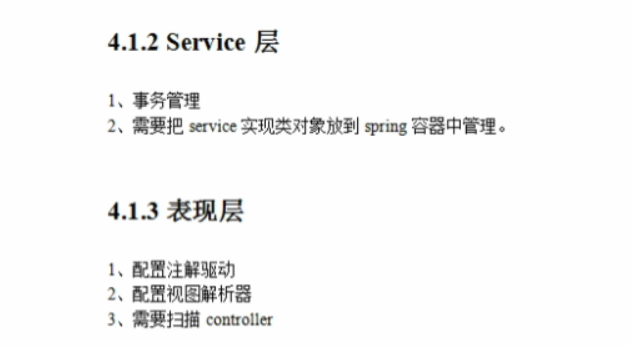 4.1.2 Service 层
1、事务管理
2、需要把 service 实现类对象放到 spring 容器中管理。
4.1.3 表现层
1、配置注解驱动
2、配置视图解析器
3、需要扫描 controller